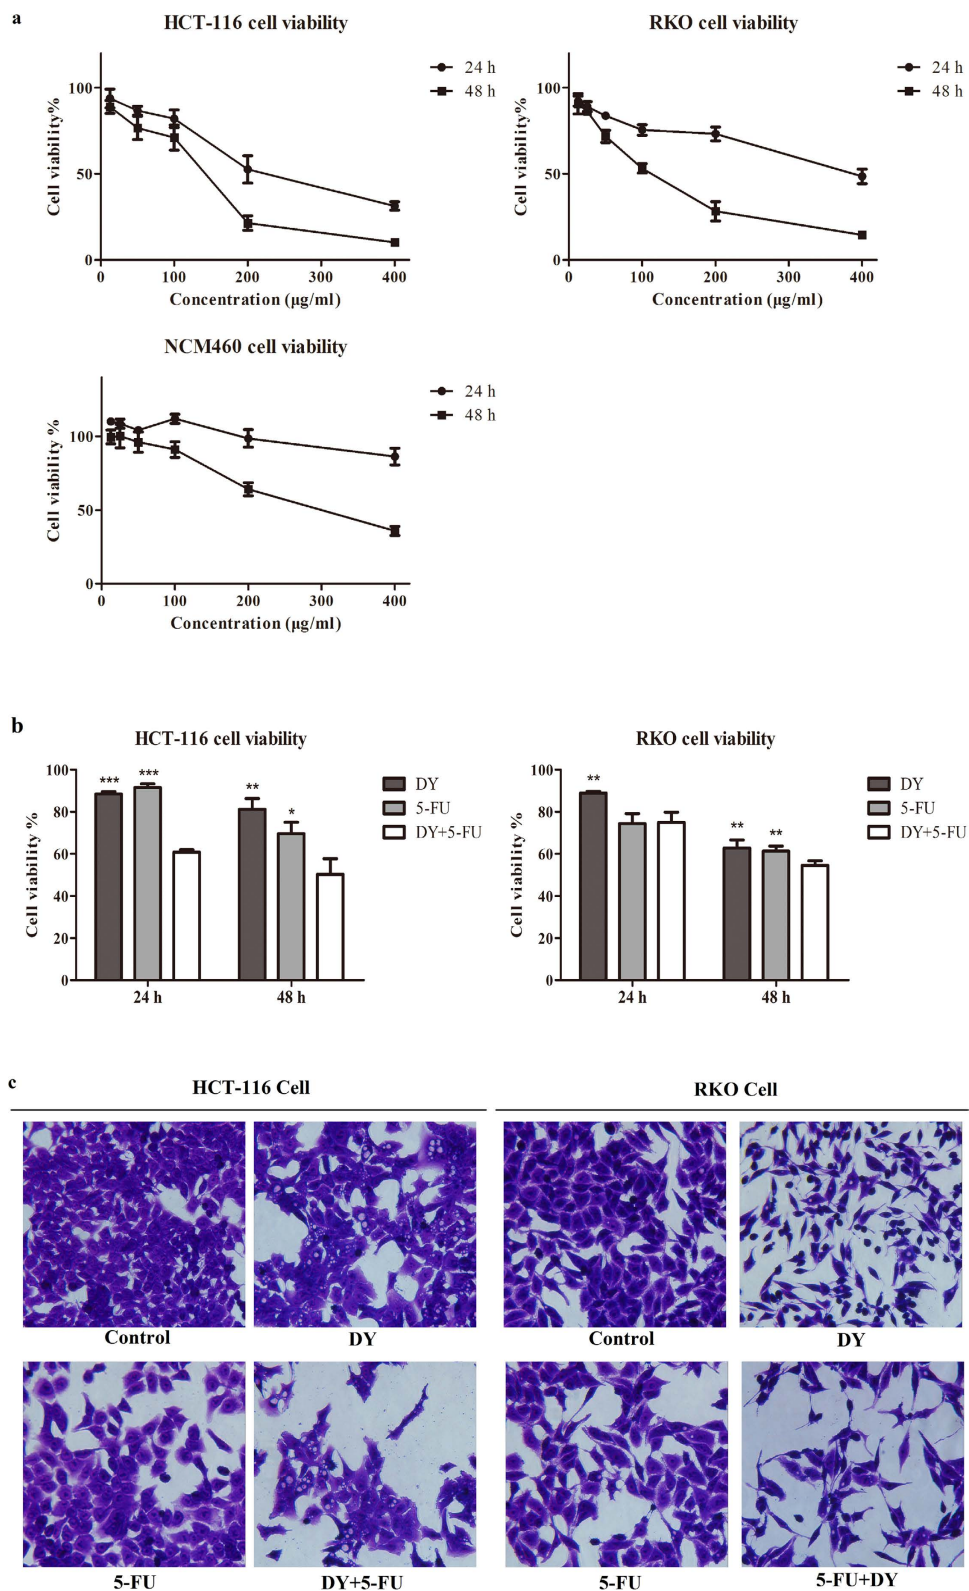 a
HCT-116 cell viability
Cell viability%
100
50
0
0 100 200 300 400
Concentration (µg/ml)
24 h
48 h
RKO cell viability
Cell viability%
100
50
0
0 100 200 300 400
Concentration (µg/ml)
24 h
48 h
NCM460 cell viability
Cell viability %
100
50
0
0 100 200 300 400
Concentration (µg/ml)
24 h
48 h
b
HCT-116 cell viability
Cell viability %
100
80
60
40
20
0
*** *** ** *
24 h 48 h
DY
5-FU
DY+5-FU
RKO cell viability
Cell viability %
100
80
60
40
20
0
** ** **
24 h 48 h
DY
5-FU
DY+5-FU
c
HCT-116 Cell RKO Cell
Control DY Control DY
5-FU DY+5-FU 5-FU 5-FU+DY